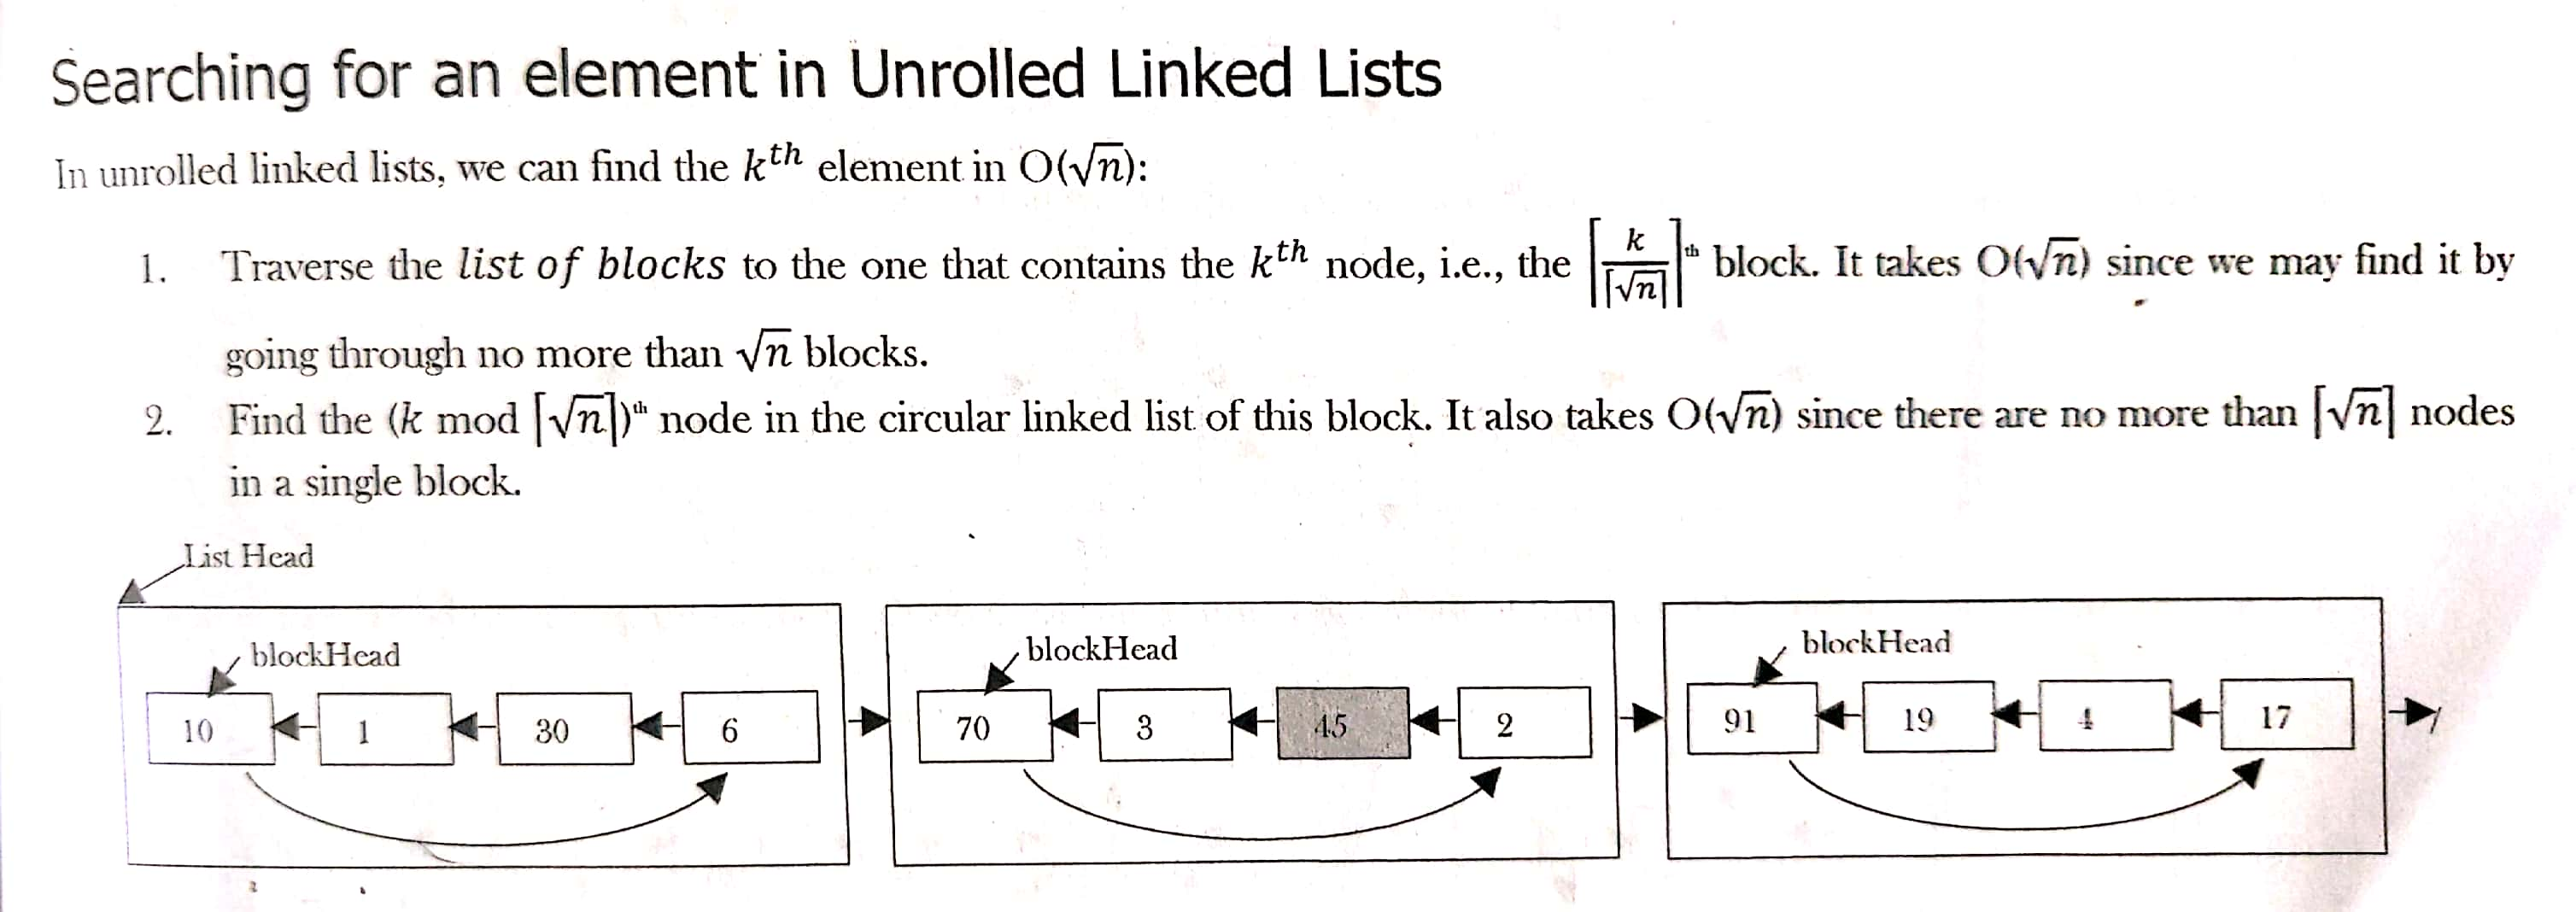 Searching for an element in Unrolled Linked Lists
In unrolled linked lists, we can find the kᵗʰ element in O(√n):
1. Traverse the list of blocks to the one that contains the kᵗʰ node, i.e., the ⌈k/⌈√n⌉⌉ᵗʰ block. It takes O(√n) since we may find it by
going through no more than √n blocks.
2. Find the (k mod ⌈√n⌉)ᵗʰ node in the circular linked list of this block. It also takes O(√n) since there are no more than ⌈√n⌉ nodes
in a single block.
List Head
blockHead blockHead blockHead
10 1 30 6 70 3 45 2 91 19 4 17